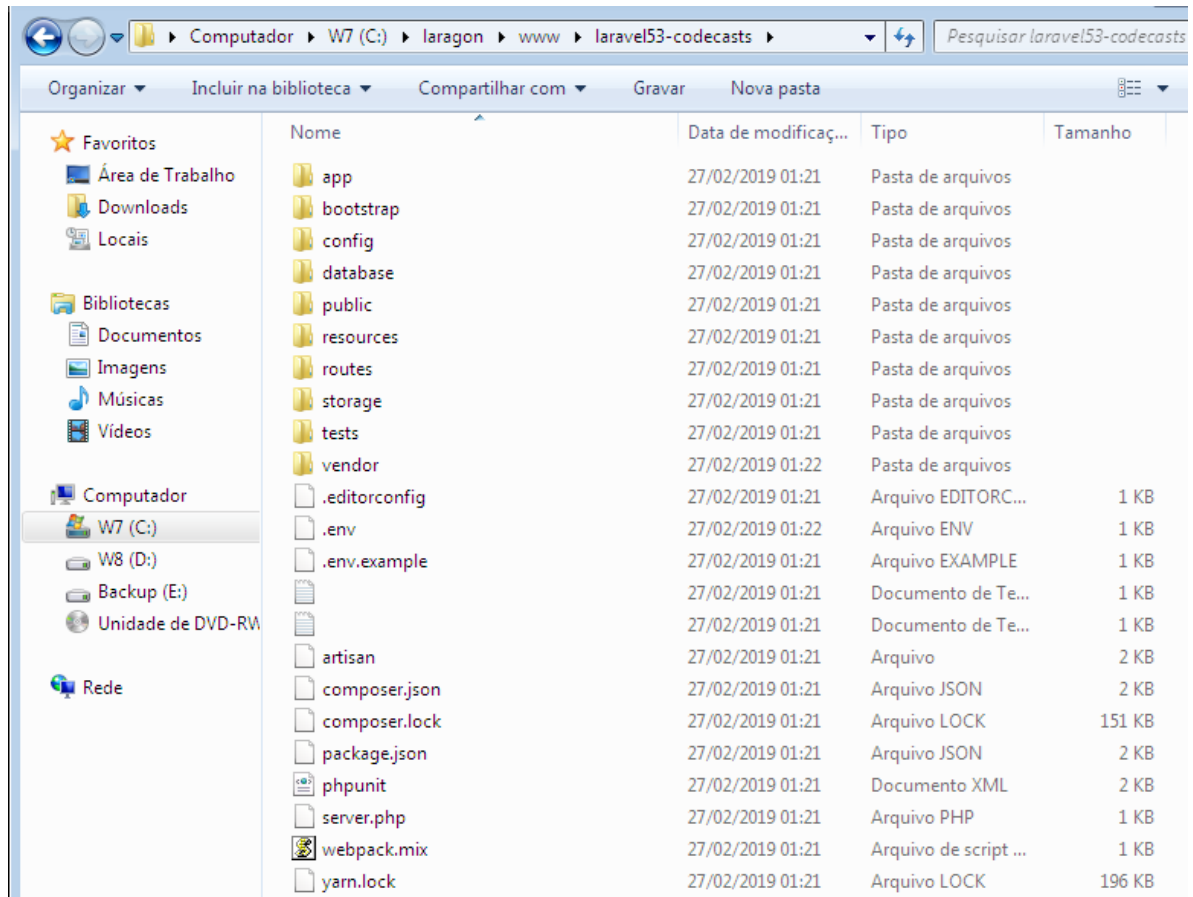 Computador W7 (C:) laragon www laravel53-codecasts Pesquisar laravel53-codecasts
Organizar Incluir na biblioteca Compartilhar com Gravar Nova pasta
Favoritos
Área de Trabalho
Downloads
Locais
Bibliotecas
Documentos
Imagens
Músicas
Vídeos
Computador
W7 (C:)
W8 (D:)
Backup (E:)
Unidade de DVD-RW
Rede
Nome Data de modificaç... Tipo Tamanho
app 27/02/2019 01:21 Pasta de arquivos
bootstrap 27/02/2019 01:21 Pasta de arquivos
config 27/02/2019 01:21 Pasta de arquivos
database 27/02/2019 01:21 Pasta de arquivos
public 27/02/2019 01:21 Pasta de arquivos
resources 27/02/2019 01:21 Pasta de arquivos
routes 27/02/2019 01:21 Pasta de arquivos
storage 27/02/2019 01:21 Pasta de arquivos
tests 27/02/2019 01:21 Pasta de arquivos
vendor 27/02/2019 01:22 Pasta de arquivos
.editorconfig 27/02/2019 01:21 Arquivo EDITORC... 1 KB
.env 27/02/2019 01:22 Arquivo ENV 1 KB
.env.example 27/02/2019 01:21 Arquivo EXAMPLE 1 KB
27/02/2019 01:21 Documento de Te... 1 KB
27/02/2019 01:21 Documento de Te... 1 KB
artisan 27/02/2019 01:21 Arquivo 2 KB
composer.json 27/02/2019 01:21 Arquivo JSON 2 KB
composer.lock 27/02/2019 01:21 Arquivo LOCK 151 KB
package.json 27/02/2019 01:21 Arquivo JSON 2 KB
phpunit 27/02/2019 01:21 Documento XML 2 KB
server.php 27/02/2019 01:21 Arquivo PHP 1 KB
webpack.mix 27/02/2019 01:21 Arquivo de script ... 1 KB
yarn.lock 27/02/2019 01:21 Arquivo LOCK 196 KB